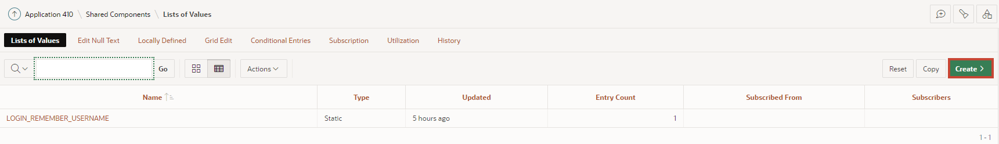 Application 410 \ Shared Components \ Lists of Values
Lists of Values Edit Null Text Locally Defined Grid Edit Conditional Entries Subscription Utilization History
Go Actions Reset Copy Create >
Name Type Updated Entry Count Subscribed From Subscribers
LOGIN_REMEMBER_USERNAME Static 5 hours ago 1
1 - 1